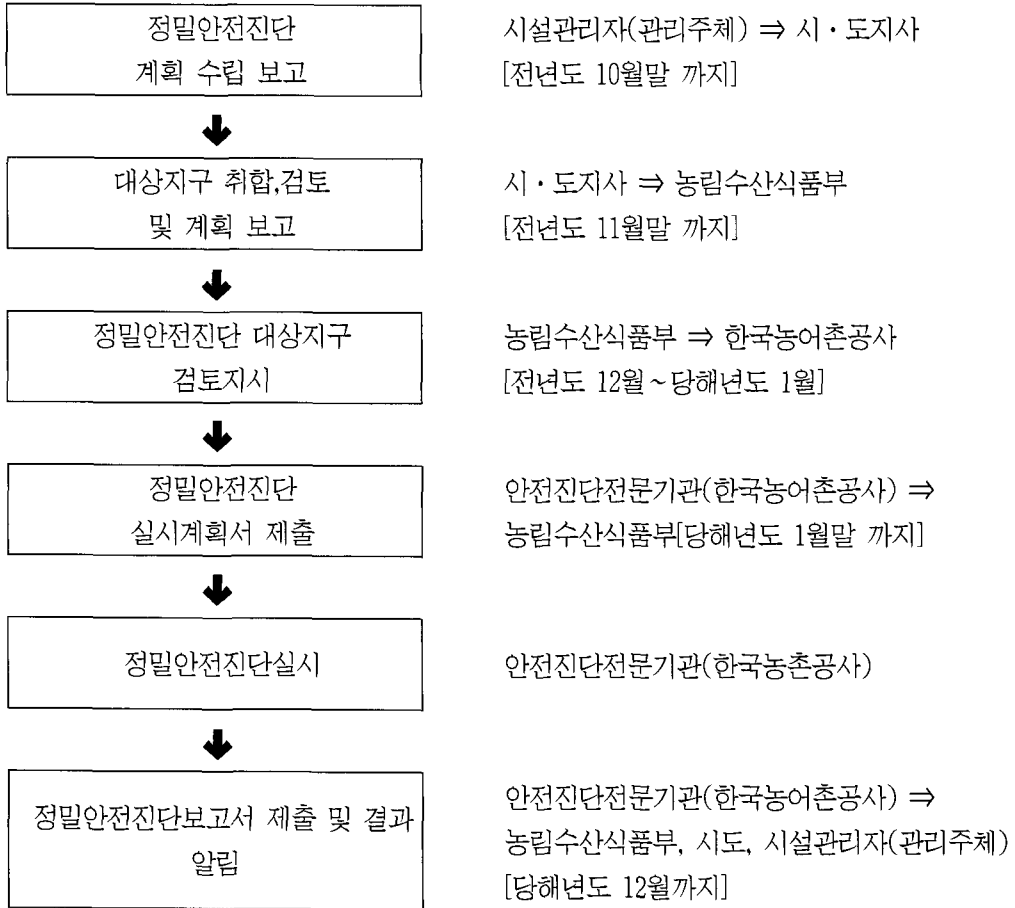 정밀안전진단
계획 수립 보고
시설관리자(관리주체) ⇒ 시・도지사
[전년도 10월말 까지]
대상지구 취합,검토
및 계획 보고
시・도지사 ⇒ 농림수산식품부
[전년도 11월말 까지]
정밀안전진단 대상지구
검토지시
농림수산식품부 ⇒ 한국농어촌공사
[전년도 12월~당해년도 1월]
정밀안전진단
실시계획서 제출
안전진단전문기관(한국농어촌공사) ⇒
농림수산식품부[당해년도 1월말 까지]
정밀안전진단실시
안전진단전문기관(한국농촌공사)
정밀안전진단보고서 제출 및 결과
알림
안전진단전문기관(한국농어촌공사) ⇒
농림수산식품부, 시도, 시설관리자(관리주체)
[당해년도 12월까지]